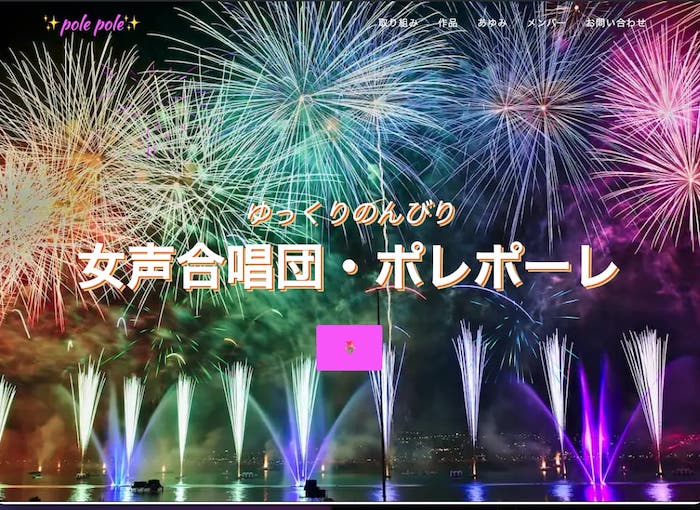 pole pole
取り組み 作品 あゆみ メンバー お問い合わせ
ゆっくりのんびり
女声合唱団・ポレポーレ